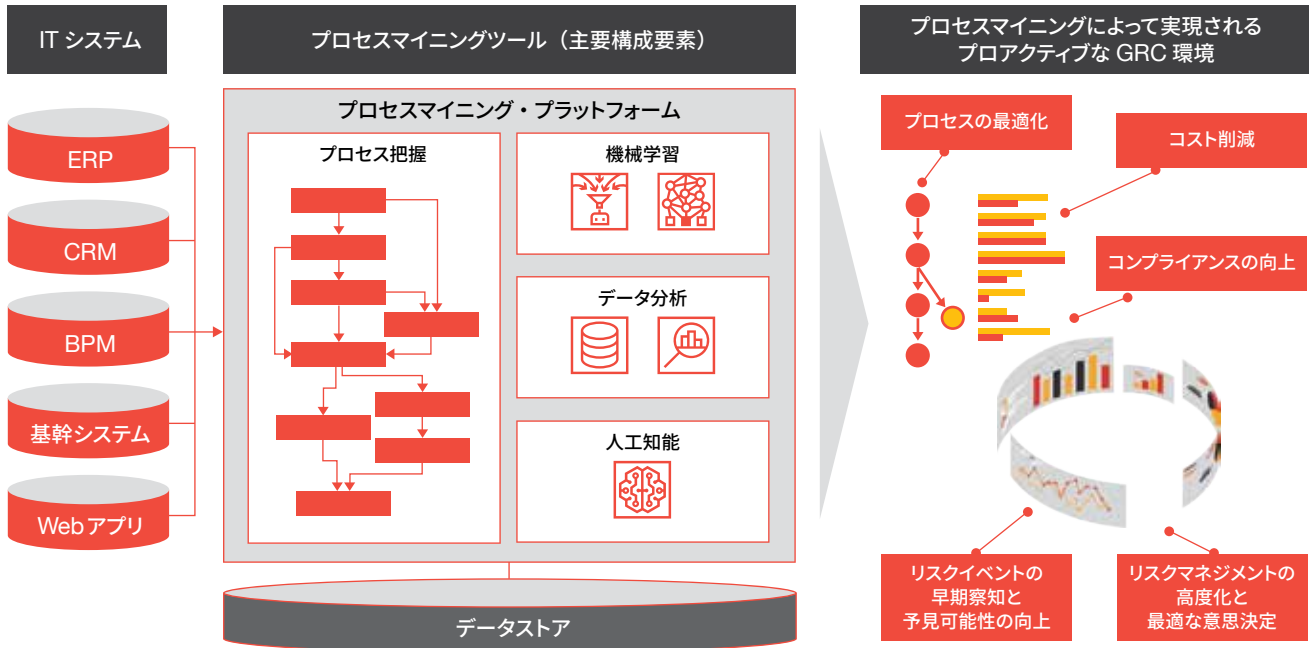 IT システム
プロセスマイニングツール（主要構成要素）
プロセスマイニングによって実現される
プロアクティブな GRC 環境
ERP
CRM
BPM
基幹システム
Webアプリ
プロセスマイニング・プラットフォーム
プロセス把握
機械学習
データ分析
人工知能
データストア
プロセスの最適化
コスト削減
コンプライアンスの向上
リスクイベントの
早期察知と
予見可能性の向上
リスクマネジメントの
高度化と
最適な意思決定